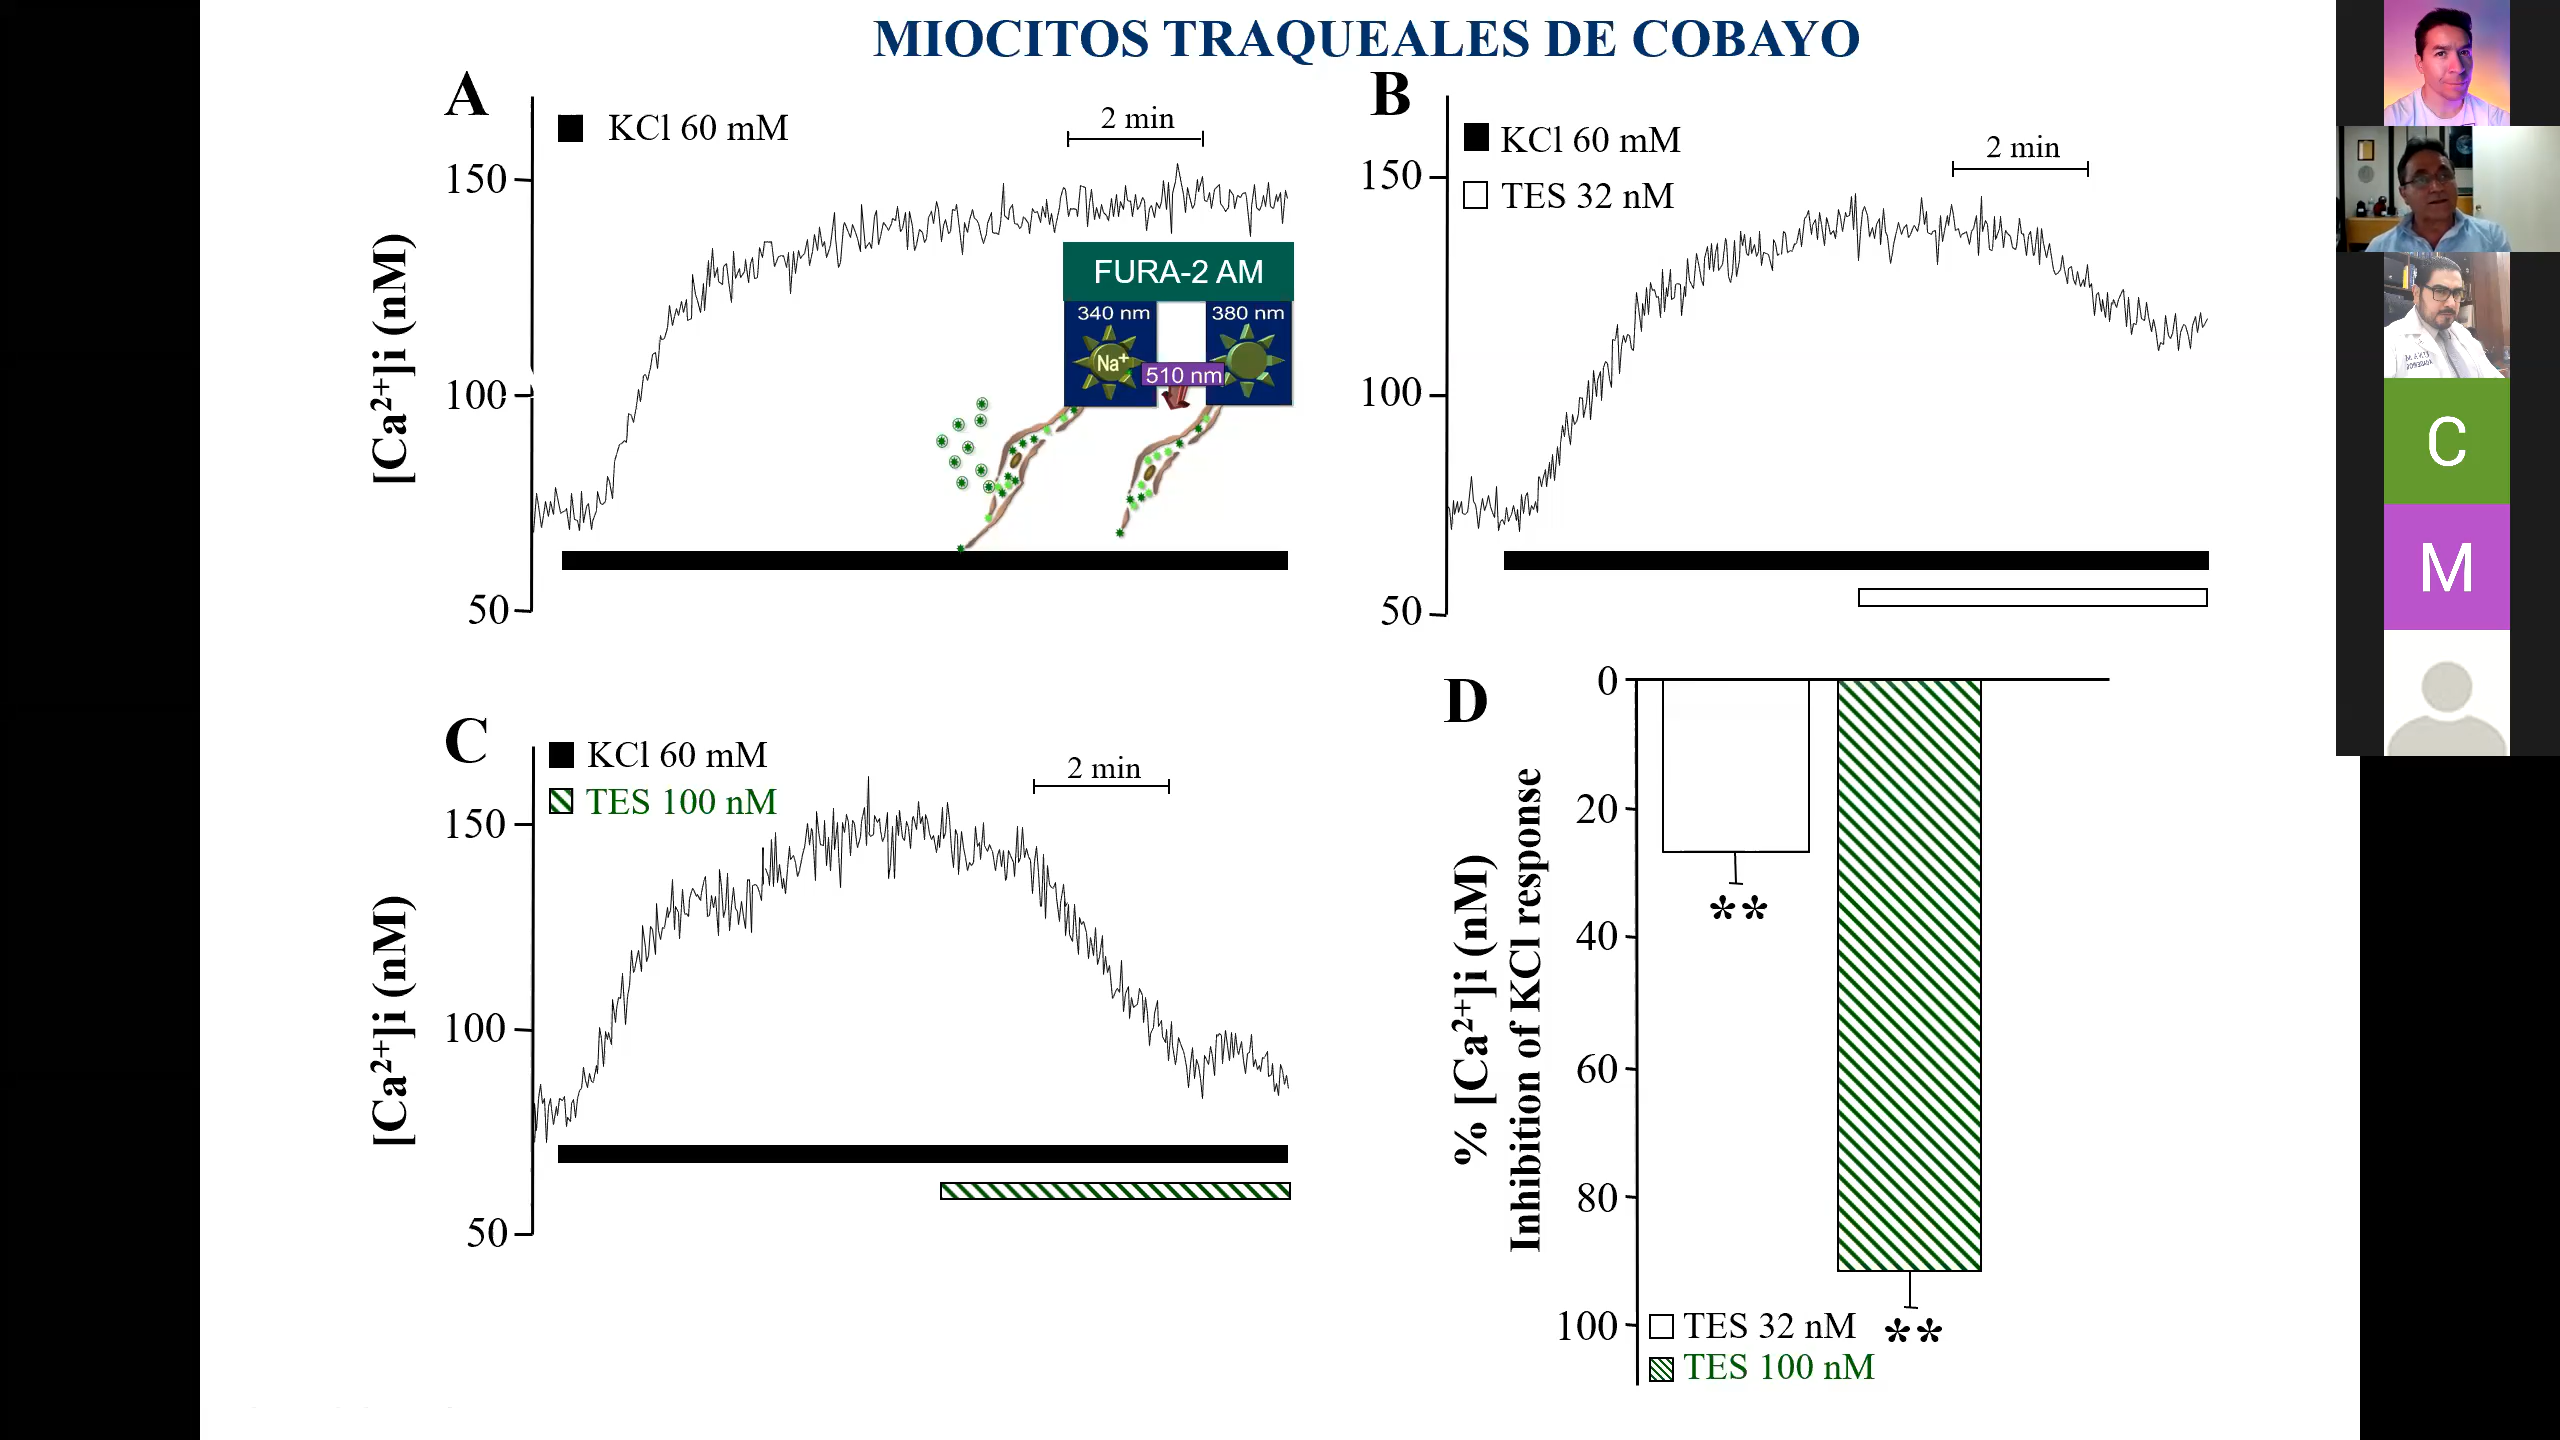 MIOCITOS TRAQUEALES DE COBAYO
A
KCl 60 mM
2 min
150
100
50
[Ca²⁺]i (nM)
FURA-2 AM
340 nm
380 nm
Na⁺
510 nm
B
KCl 60 mM
TES 32 nM
2 min
150
100
50
C
KCl 60 mM
TES 100 nM
2 min
150
100
50
[Ca²⁺]i (nM)
D
0
20
40
60
80
100
% [Ca²⁺]i (nM)
Inhibition of KCl response
**
**
TES 32 nM
TES 100 nM
C
M